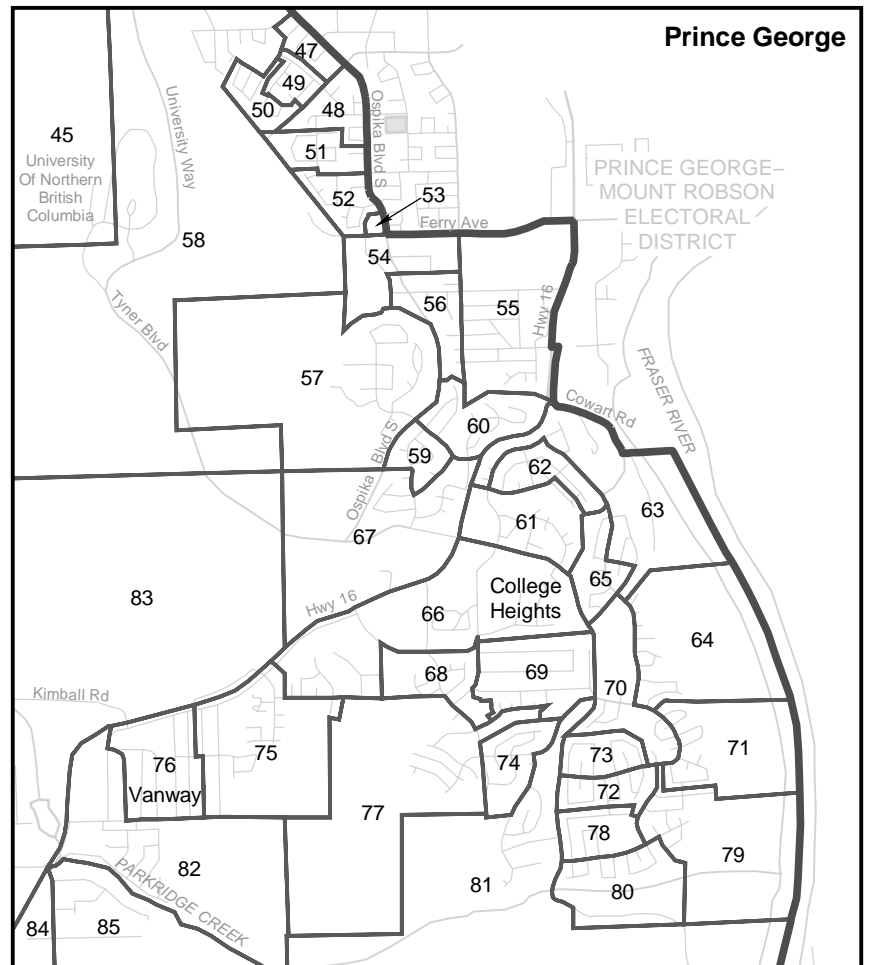 Prince George
47
49
50
48
Ospika Blvd S
45
University
Of Northern
British
Columbia
University Way
51
PRINCE GEORGE–
MOUNT ROBSON
ELECTORAL
DISTRICT
52
53
Ferry Ave
58
54
56
55
Hwy 16
Tyner Blvd
57
FRASER RIVER
Cowart Rd
60
59
Ospika Blvd S
62
63
61
67
65
83
College
Heights
Hwy 16
66
64
68
69
70
Kimball Rd
75
76
Vanway
74
73
71
72
77
78
79
82
PARKRIDGE CREEK
81
80
84
85